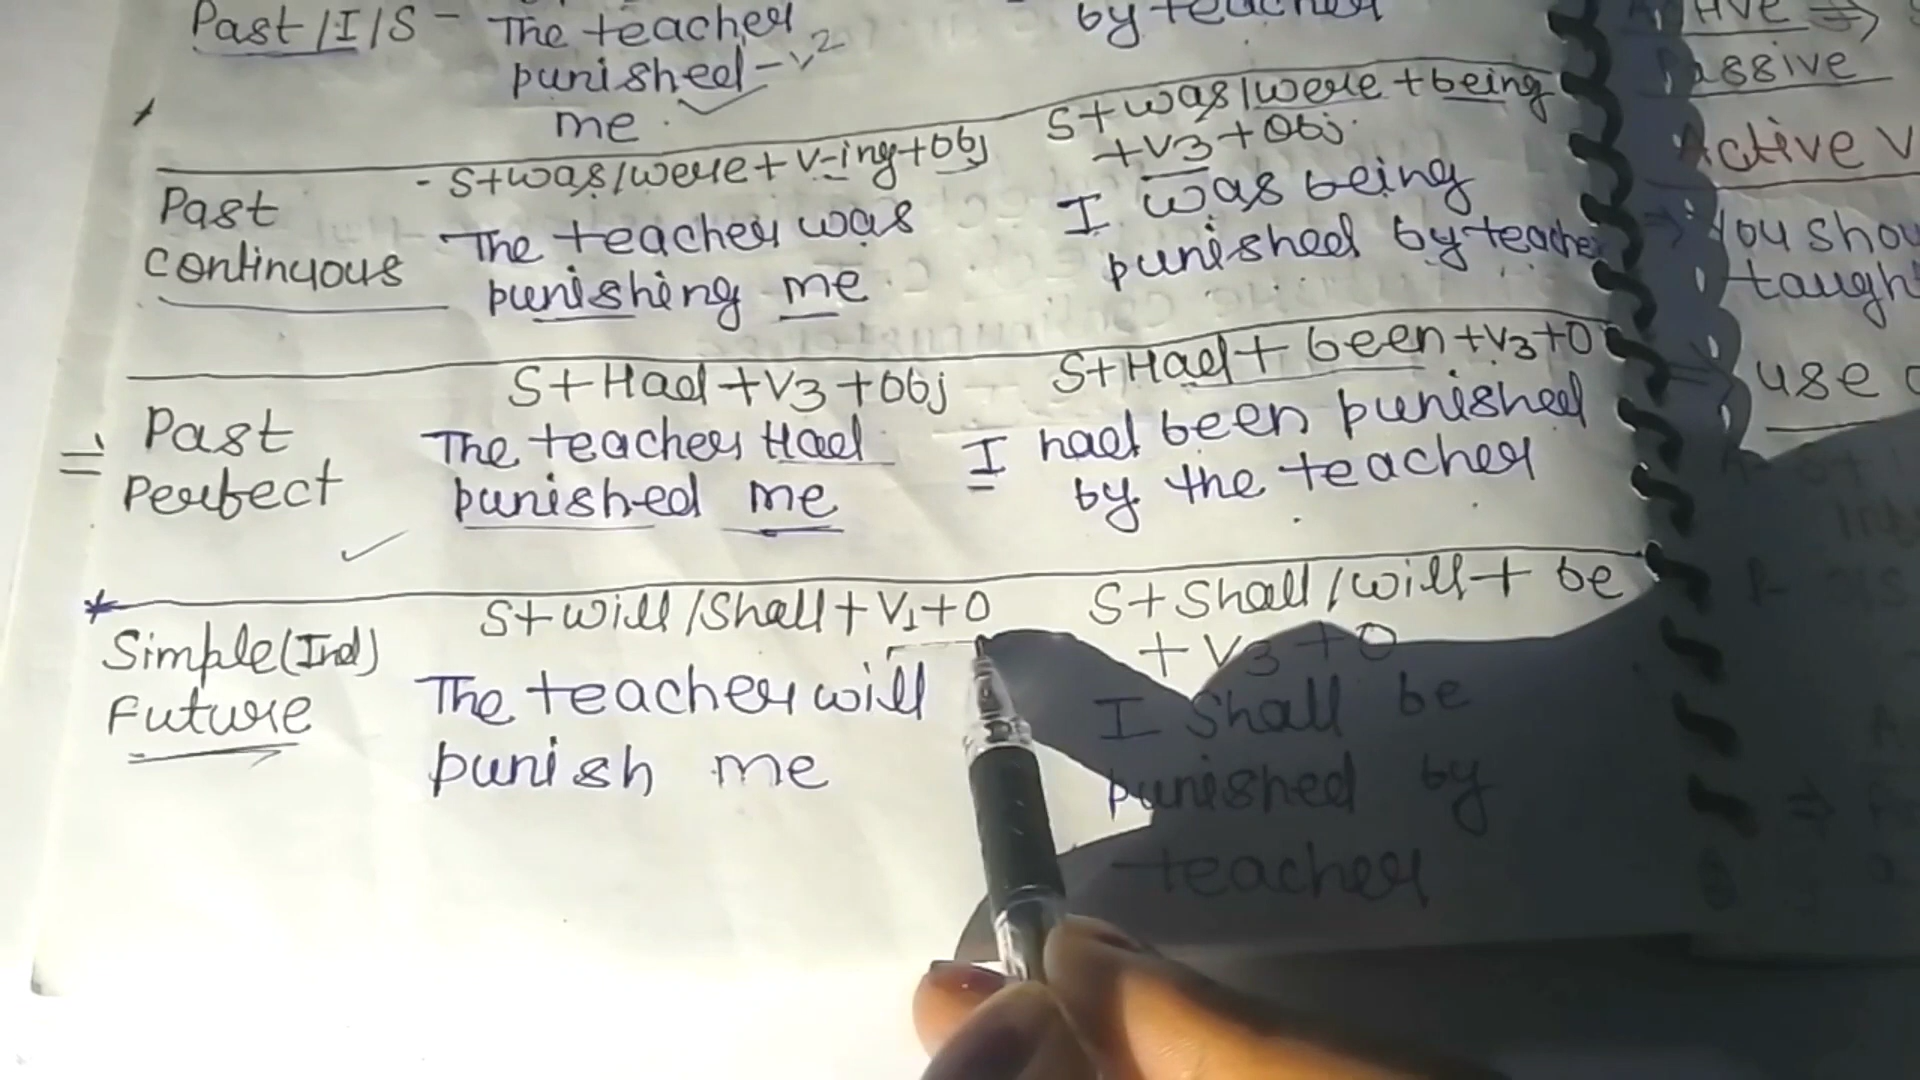 Past/I/S - The teacher
punished - v2
me.
by teacher
Past
Continuous
- S+was/were+v-ing+obj
The teacher was
punishing me
S+was/were+being
+v3+obj.
I was being
punished by teacher
Past
Perfect
S+Had+v3+obj
The teacher Had
punished me
S+Had+been+v3+O
I had been punished
by the teacher
Simple(Ind)
Future
S+will/Shall+V1+O
The teacher will
punish me
S+Shall/will+be
+V3+O
I Shall be
punished by
teacher
Passive
Active V
You shou
taught
use